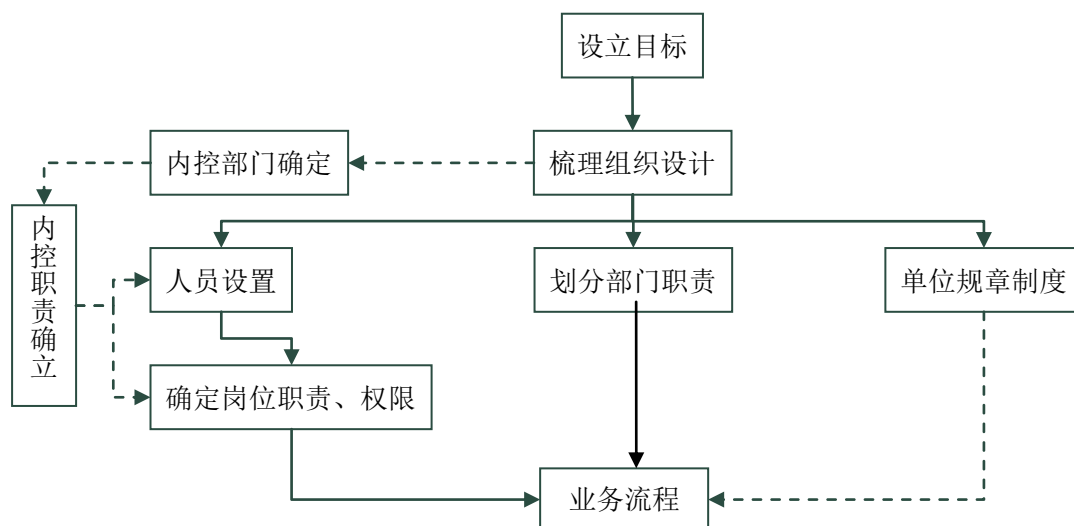 设立目标
内控部门确定
梳理组织设计
内控职责确立
人员设置
划分部门职责
单位规章制度
确定岗位职责、权限
业务流程